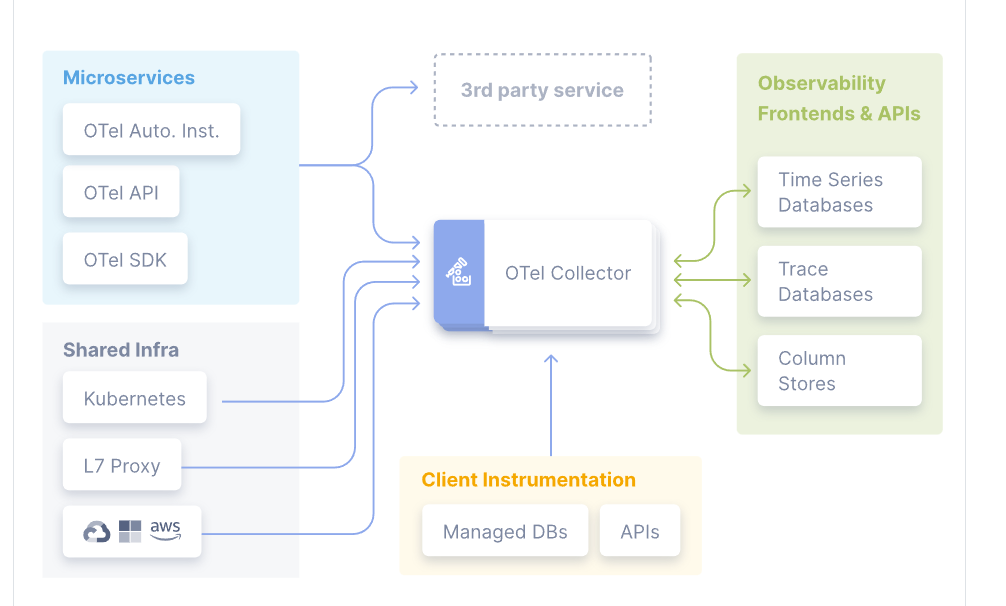 Microservices
OTel Auto. Inst.
OTel API
OTel SDK
Shared Infra
Kubernetes
L7 Proxy
aws
3rd party service
OTel Collector
Client Instrumentation
Managed DBs
APIs
Observability
Frontends & APIs
Time Series
Databases
Trace
Databases
Column
Stores